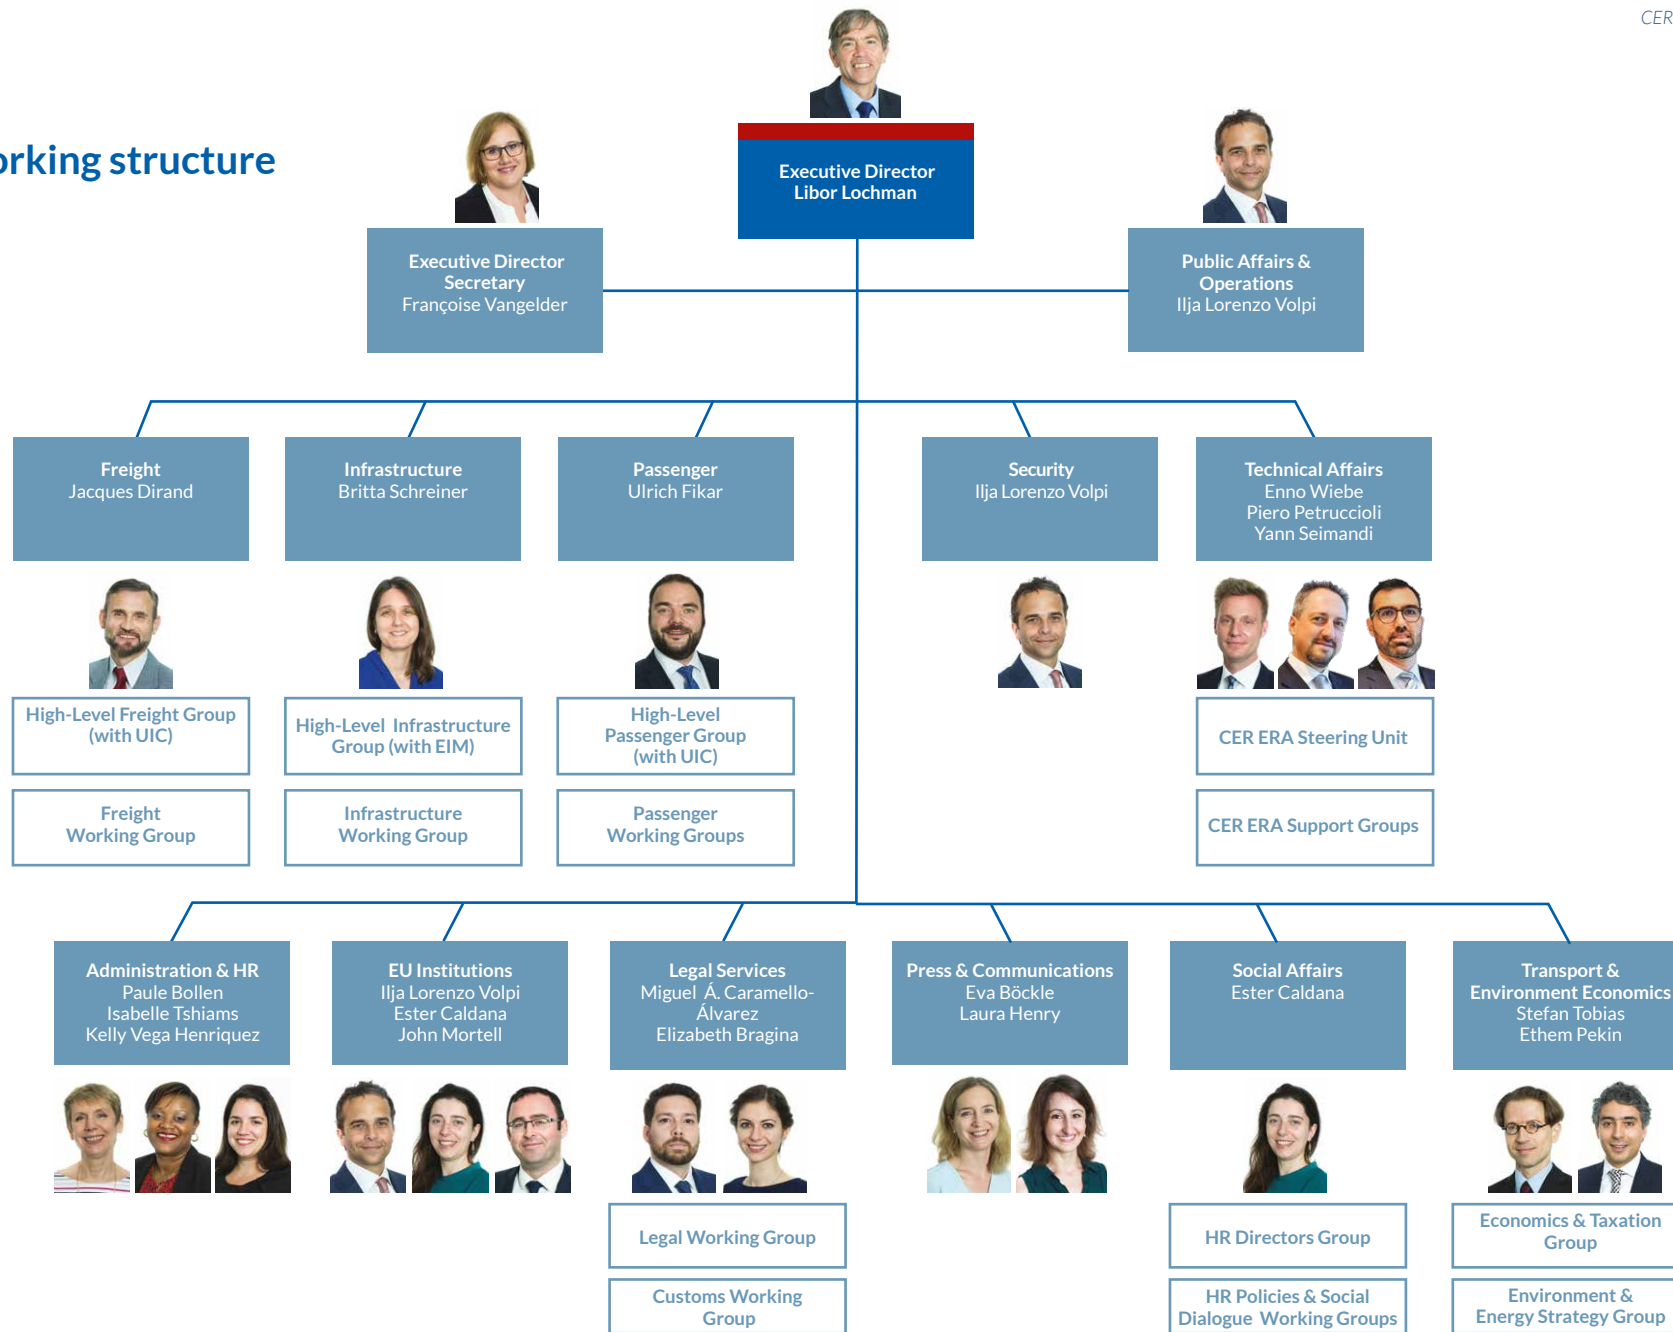 CER
orking structure
Executive Director
Libor Lochman
Executive Director
Secretary
Françoise Vangelder
Public Affairs &
Operations
Ilja Lorenzo Volpi
Freight
Jacques Dirand
Infrastructure
Britta Schreiner
Passenger
Ulrich Fikar
Security
Ilja Lorenzo Volpi
Technical Affairs
Enno Wiebe
Piero Petruccioli
Yann Seimandi
High-Level Freight Group
(with UIC)
High-Level Infrastructure
Group (with EIM)
High-Level
Passenger Group
(with UIC)
CER ERA Steering Unit
Freight
Working Group
Infrastructure
Working Group
Passenger
Working Groups
CER ERA Support Groups
Administration & HR
Paule Bollen
Isabelle Tshiams
Kelly Vega Henriquez
EU Institutions
Ilja Lorenzo Volpi
Ester Caldana
John Mortell
Legal Services
Miguel Á. Caramello-
Álvarez
Elizabeth Bragina
Press & Communications
Eva Böckle
Laura Henry
Social Affairs
Ester Caldana
Transport &
Environment Economics
Stefan Tobias
Ethem Pekin
Legal Working Group
HR Directors Group
Economics & Taxation
Group
Customs Working
Group
HR Policies & Social
Dialogue Working Groups
Environment &
Energy Strategy Group